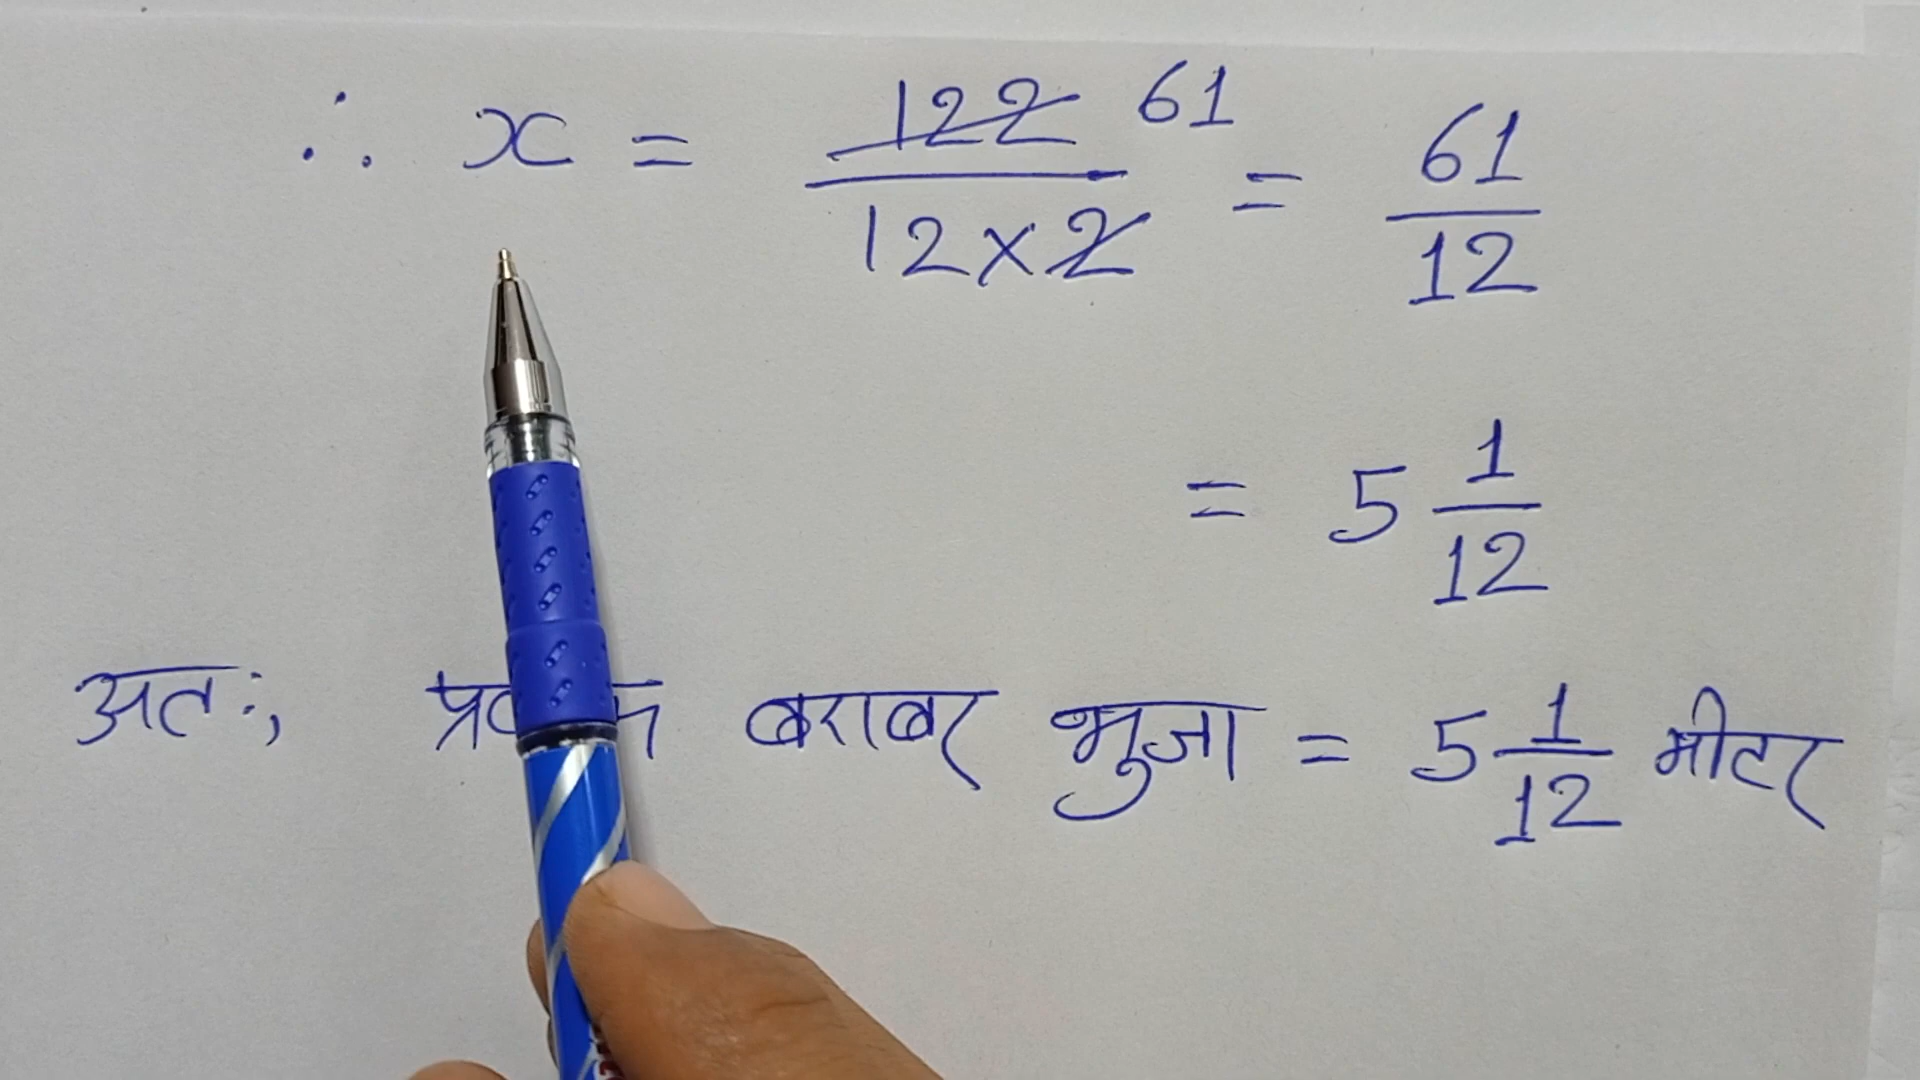 ∴ x = 122/12×2 61 = 61/12
= 5 1/12
अतः, बराबर भुजा = 5 1/12 मीटर